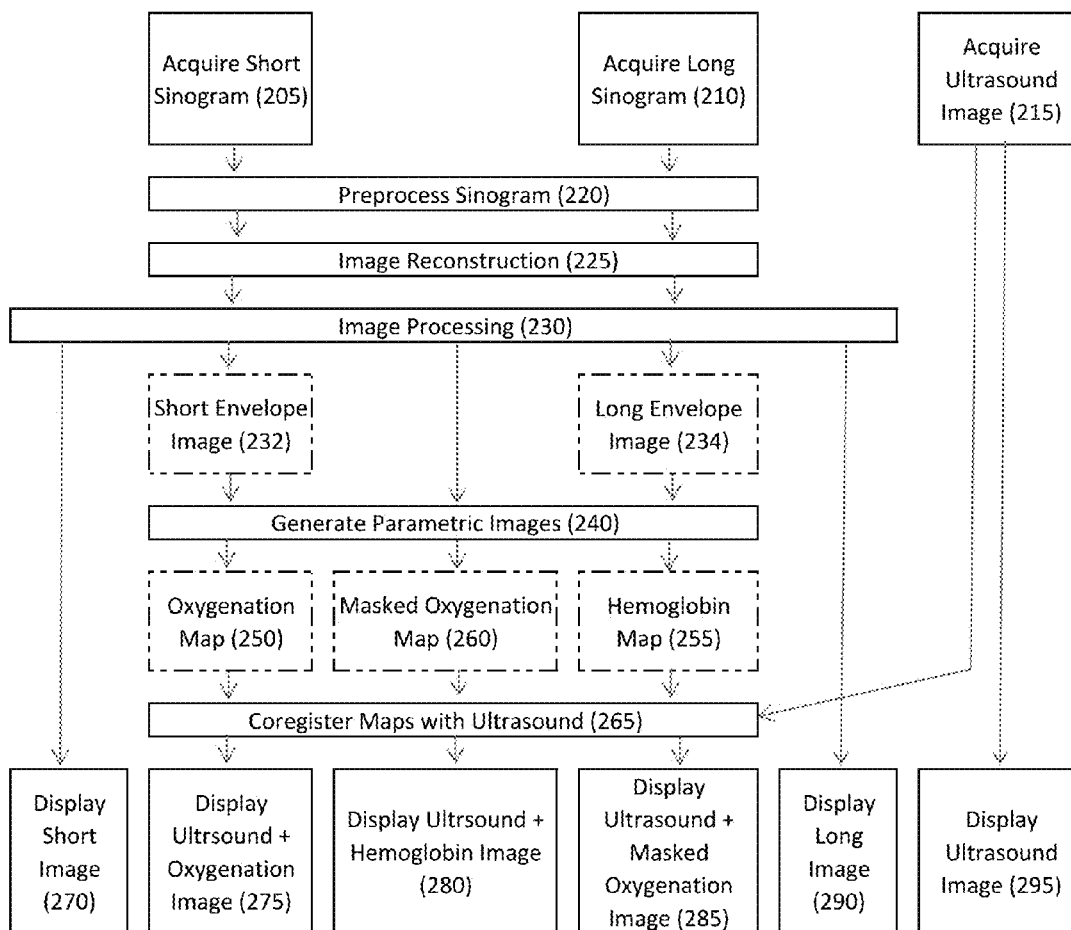 Acquire Short
Sinogram (205)
Acquire Long
Sinogram (210)
Acquire
Ultrasound
Image (215)
Preprocess Sinogram (220)
Image Reconstruction (225)
Image Processing (230)
Short Envelope
Image (232)
Long Envelope
Image (234)
Generate Parametric Images (240)
Oxygenation
Map (250)
Masked Oxygenation
Map (260)
Hemoglobin
Map (255)
Coregister Maps with Ultrasound (265)
Display
Short
Image
(270)
Display
Ultrsound +
Oxygenation
Image (275)
Display Ultrsound +
Hemoglobin Image
(280)
Display
Ultrasound +
Masked
Oxygenation
Image (285)
Display
Long
Image
(290)
Display
Ultrasound
Image (295)